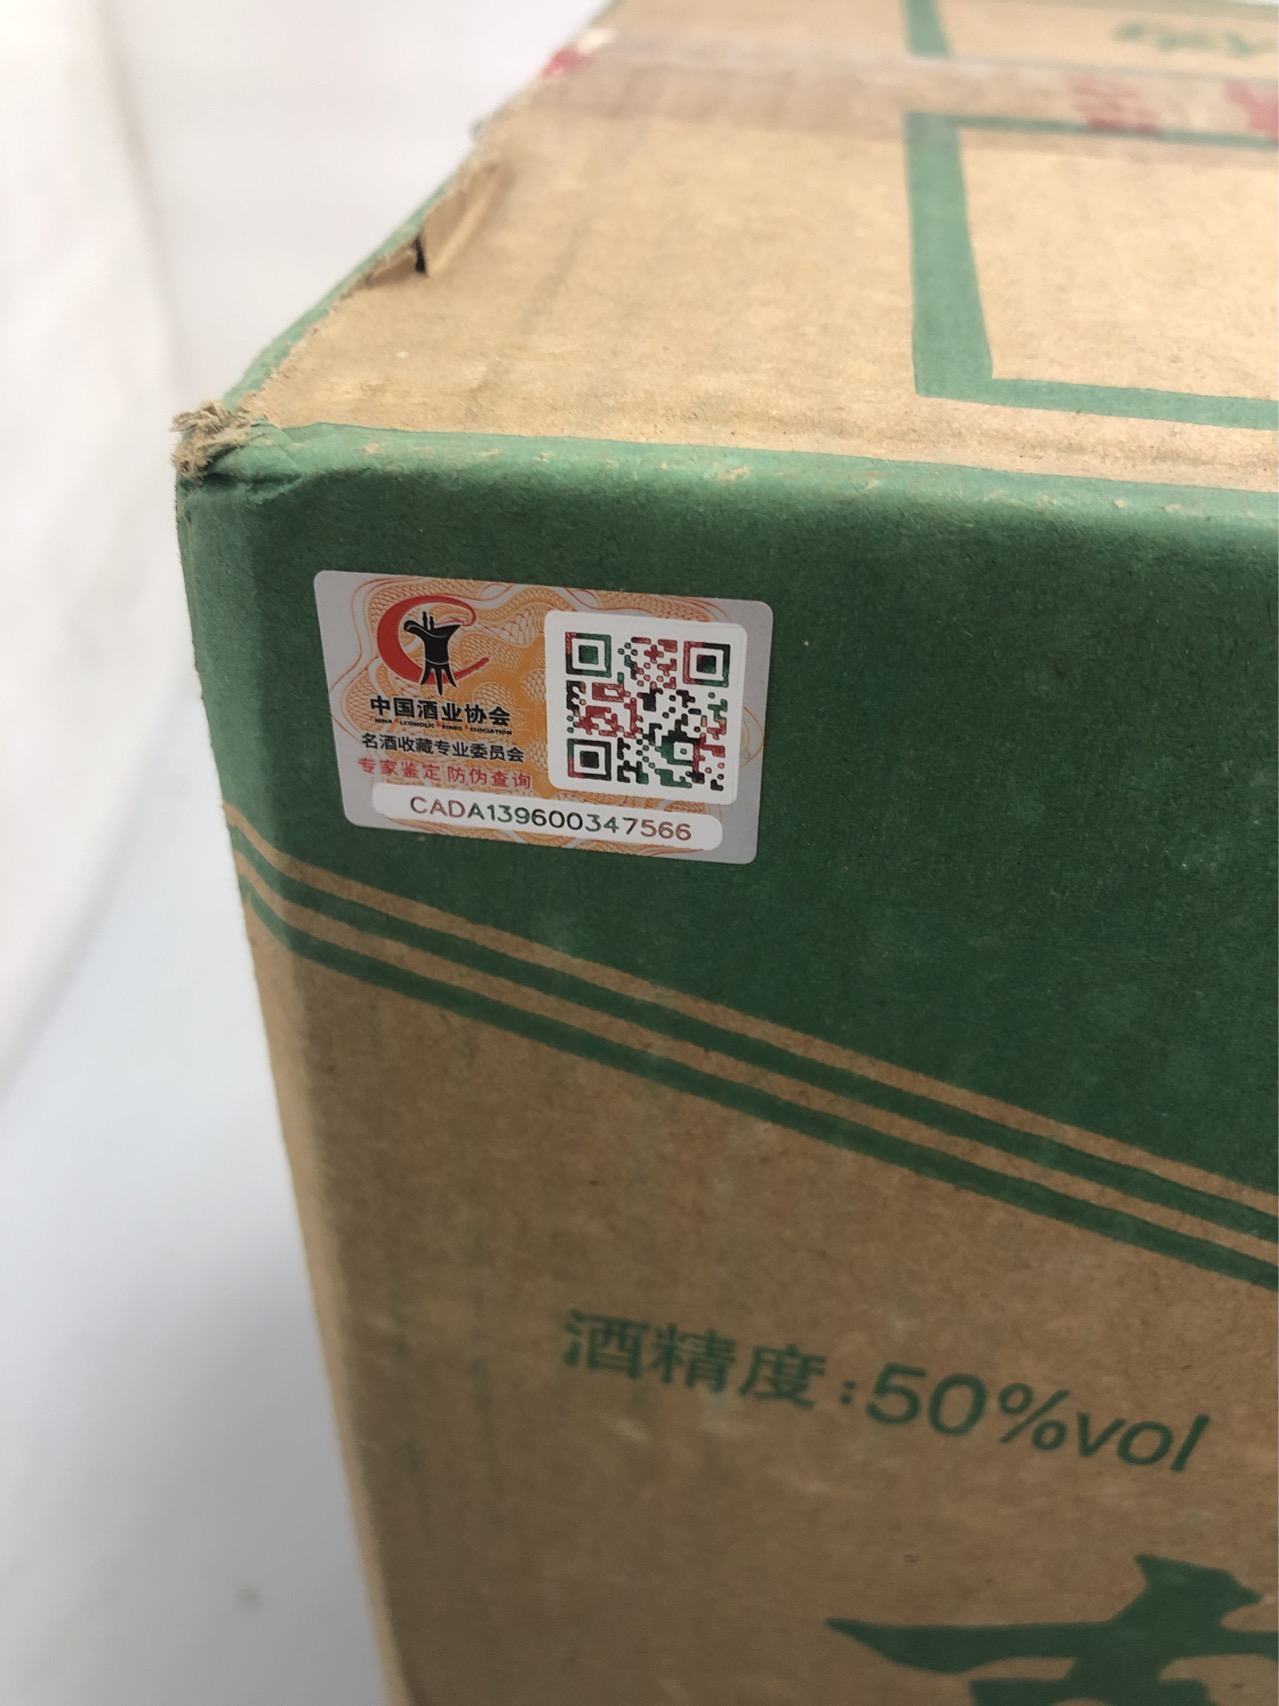 中国酒业协会
名酒收藏专业委员会
专家鉴定 防伪查询
CADA139600347566
酒精度:50%vol